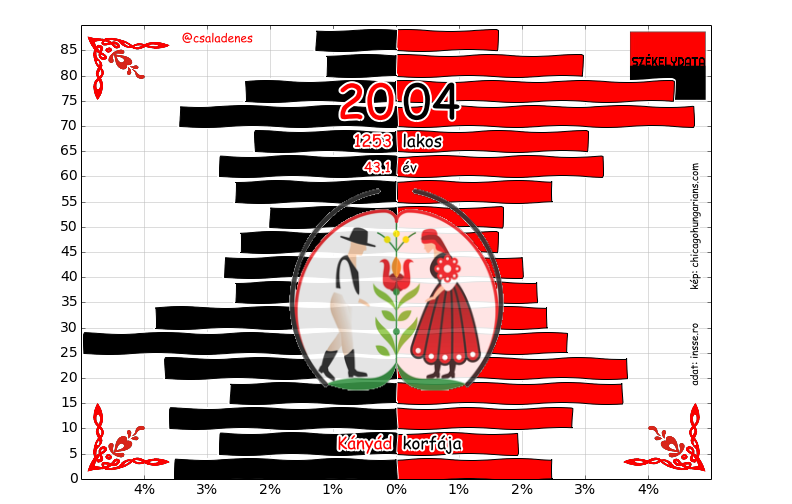 @csaladenes
SZÉKELYDATA
2004
1253 lakos
43.1 év
kép: chicagohungarians.com
adat: insse.ro
Kányád korfája
85
80
75
70
65
60
55
50
45
40
35
30
25
20
15
10
5
0
4% 3% 2% 1% 0% 1% 2% 3% 4%